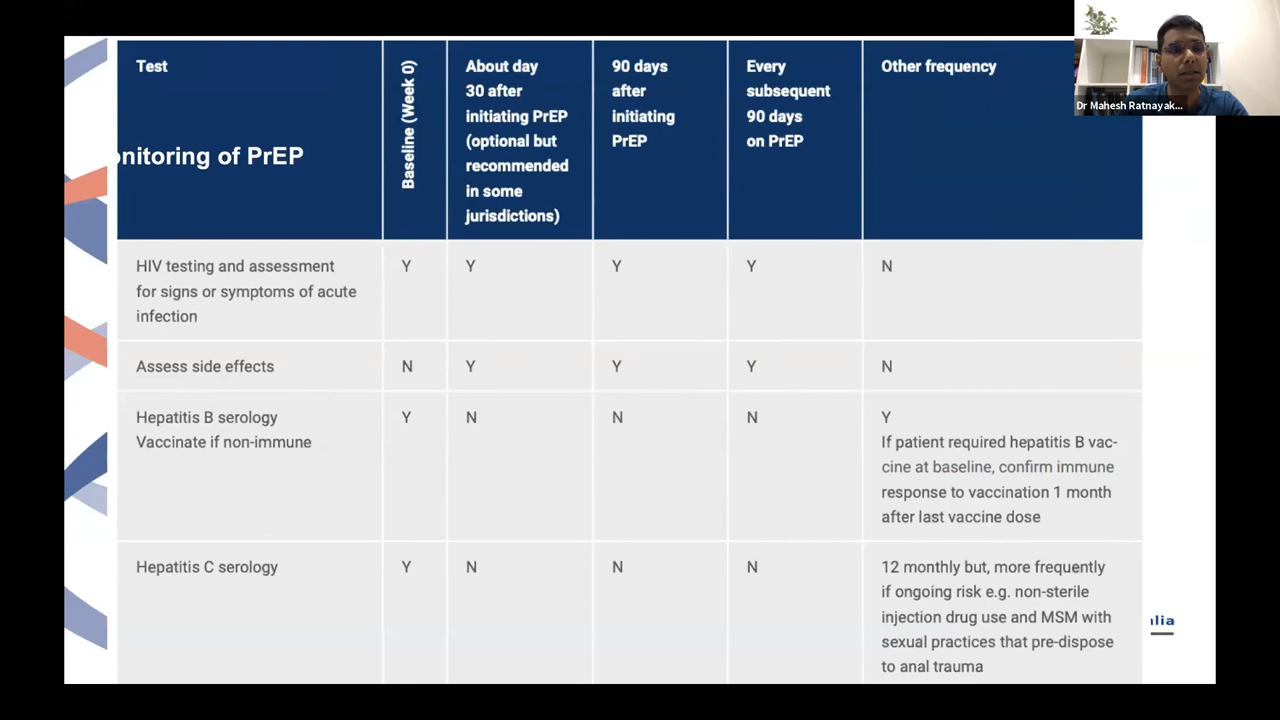 Test
Baseline (Week 0)
About day
30 after
initiating PrEP
(optional but
recommended
in some
jurisdictions)
90 days
after
initiating
PrEP
Every
subsequent
90 days
on PrEP
Other frequency
onitoring of PrEP
HIV testing and assessment
for signs or symptoms of acute
infection
Y
Y
Y
Y
N
Assess side effects
N
Y
Y
Y
N
Hepatitis B serology
Vaccinate if non-immune
Y
N
N
N
Y
If patient required hepatitis B vac-
cine at baseline, confirm immune
response to vaccination 1 month
after last vaccine dose
Hepatitis C serology
Y
N
N
N
12 monthly but, more frequently
if ongoing risk e.g. non-sterile
injection drug use and MSM with
sexual practices that pre-dispose
to anal trauma
Dr Mahesh Ratnayak...
alia